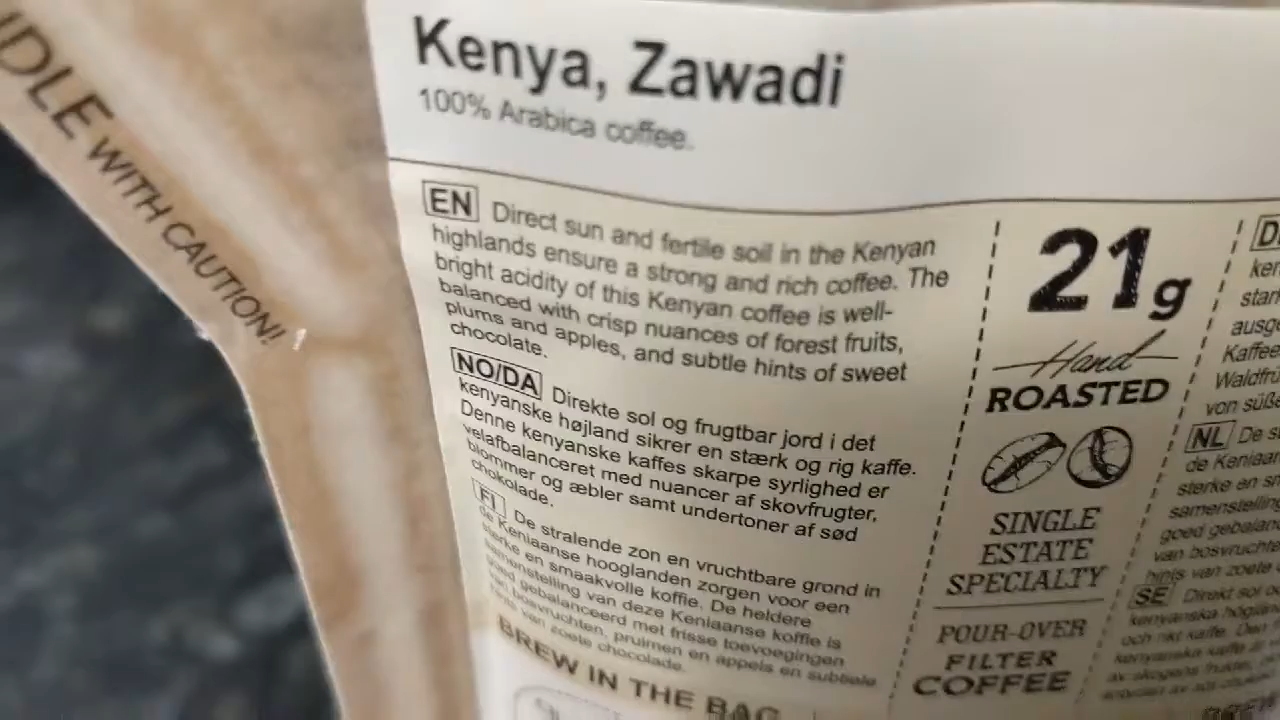 DLE WITH CAUTION!
Kenya, Zawadi
100% Arabica coffee.
EN Direct sun and fertile soil in the Kenyan
highlands ensure a strong and rich coffee. The
bright acidity of this Kenyan coffee is well-
balanced with crisp nuances of forest fruits,
plums and apples, and subtle hints of sweet
chocolate.
NO/DA Direkte sol og frugtbar jord i det
kenyanske højland sikrer en stærk og rig kaffe.
Denne kenyanske kaffes skarpe syrlighed er
velafbalanceret med nuancer af skovfrugter,
blommer og æbler samt undertoner af sød
chokolade.
FI De stralende zon en vruchtbare grond in
de Keniaanse hooglanden zorgen voor een
sterke en smaakvolle koffie. De heldere
samenstelling van deze Keniaanse koffie is
goed gebalanceerd met frisse toevoegingen
van bosvruchten, pruimen en appels en subtiele
hints van zoete chocolade.
BREW IN THE BAG
21g
Hand
ROASTED
SINGLE
ESTATE
SPECIALTY
POUR-OVER
FILTER
COFFEE
D
ken
star
ausge
Kaffee
Waldfrü
von süße
NL De s
de Keniaan
sterke en sm
samenstelling
goed gebalan
van bosvruchte
hints van zoete
SE Direkt sol o
kenyanska högland
och rikt kaffe. Den